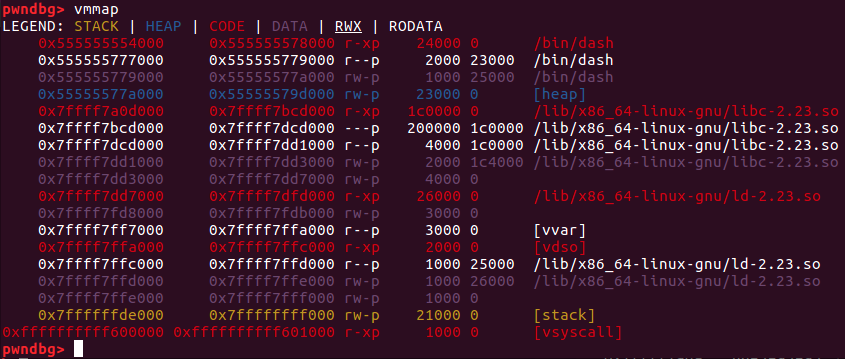 pwndbg> vmmap
LEGEND: STACK | HEAP | CODE | DATA | RWX | RODATA
0x555555554000 0x555555578000 r-xp 24000 0 /bin/dash
0x555555777000 0x555555779000 r--p 2000 23000 /bin/dash
0x555555779000 0x55555577a000 rw-p 1000 25000 /bin/dash
0x55555577a000 0x55555579d000 rw-p 23000 0 [heap]
0x7ffff7a0d000 0x7ffff7bcd000 r-xp 1c0000 0 /lib/x86_64-linux-gnu/libc-2.23.so
0x7ffff7bcd000 0x7ffff7dcd000 ---p 200000 1c0000 /lib/x86_64-linux-gnu/libc-2.23.so
0x7ffff7dcd000 0x7ffff7dd1000 r--p 4000 1c0000 /lib/x86_64-linux-gnu/libc-2.23.so
0x7ffff7dd1000 0x7ffff7dd3000 rw-p 2000 1c4000 /lib/x86_64-linux-gnu/libc-2.23.so
0x7ffff7dd3000 0x7ffff7dd7000 rw-p 4000 0
0x7ffff7dd7000 0x7ffff7dfd000 r-xp 26000 0 /lib/x86_64-linux-gnu/ld-2.23.so
0x7ffff7fd8000 0x7ffff7fdb000 rw-p 3000 0
0x7ffff7ff7000 0x7ffff7ffa000 r--p 3000 0 [vvar]
0x7ffff7ffa000 0x7ffff7ffc000 r-xp 2000 0 [vdso]
0x7ffff7ffc000 0x7ffff7ffd000 r--p 1000 25000 /lib/x86_64-linux-gnu/ld-2.23.so
0x7ffff7ffd000 0x7ffff7ffe000 rw-p 1000 26000 /lib/x86_64-linux-gnu/ld-2.23.so
0x7ffff7ffe000 0x7ffff7fff000 rw-p 1000 0
0x7ffffffde000 0x7ffffffff000 rw-p 21000 0 [stack]
0xffffffffff600000 0xffffffffff601000 r-xp 1000 0 [vsyscall]
pwndbg>